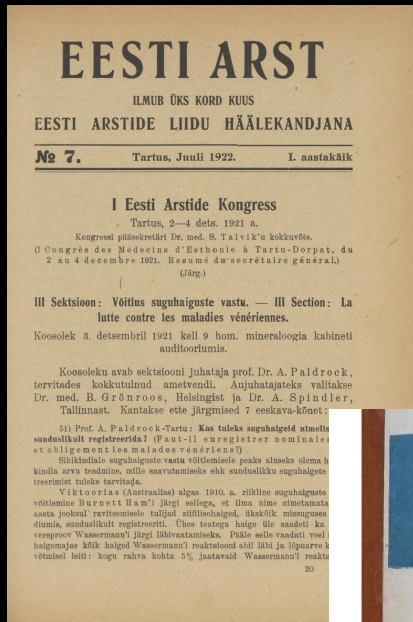 EESTI ARST
ILMUB ÜKS KORD KUUS
EESTI ARSTIDE LIIDU HÄÄLEKANDJANA
№ 7. Tartus, Juuli 1922. I. aastakäik
I Eesti Arstide Kongress
Tartus, 2—4 dets. 1921 a.
Kongressi pääsekretäri Dr. med. S. Talvik'u kokkuvõte.
(I Congrès des Médecins d'Esthonie à Tartu-Dorpat, du
2 au 4 decembre 1921. Resumé du secrétaire général.)
(Järg.)
III Sektsioon: Võitlus suguhaiguste vastu. — III Section: La
lutte contre les maladies vénériennes.
Koosolek 3. detsembril 1921 kell 9 hom. mineraloogia kabineti
auditooriumis.
Koosoleku avab sektsiooni juhataja prof. Dr. A. Paldrock,
tervitades kokkutulnud ametvendi. Aujuhatajateks valitakse
Dr. med. B. Grönroos, Helsingist ja Dr. A. Spindler,
Tallinnast. Kantakse ette järgmised 7 eeskava-kõnet:
51) Prof. A. Paldrock-Tartu: Kas tuleks suguhaigeid nimelis
sunduslikult registreerida? (Faut-il enregistrer nominale
et obligement les malades vénériens?)
Sihikindlale suguhaiguste vastu võitlemisele peaks aluseks olema h
kindla arvu teadmine, mille saavutamiseks ehk sundusliku suguhaigete
treerimist tuleks tarvitada.
Viktoorias (Austraalias) algas 1910. a. riikline suguhaiguste
võitlemine Burnett Ham'i järgi sellega, et ilma nime nimetamata
aasta jooksul ravitsemisele tulijad siifilisehaiged, ükskõik missuguses
diumis, sunduslikult registreeriti. Ühes teatega haige üle saadeti ka
vereproov Wassermann'i järgi läbivaatamiseks. Pääle selle vaadati veel
haigemajas kõik haiged Wassermann'i reaktsiooni abil läbi ja lõpuarve k
võtmisel leiti: kogu rahva kohta 5% jaatavaid Wassermann'i reakts
20